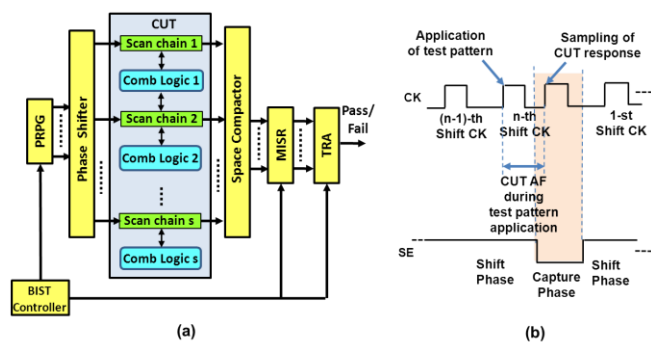 CUT
Scan chain 1
Comb Logic 1
Scan chain 2
Comb Logic 2
Scan chain s
Comb Logic s
PRPG
Phase Shifter
Space Compactor
MISR
TRA
Pass/
Fail
BIST
Controller
(a)
Application
of test pattern
Sampling of
CUT response
CK
(n-1)-th
Shift CK
n-th
Shift CK
1-st
Shift CK
CUT AF
during
test pattern
application
SE
Shift Phase
Capture
Phase
Shift Phase
(b)